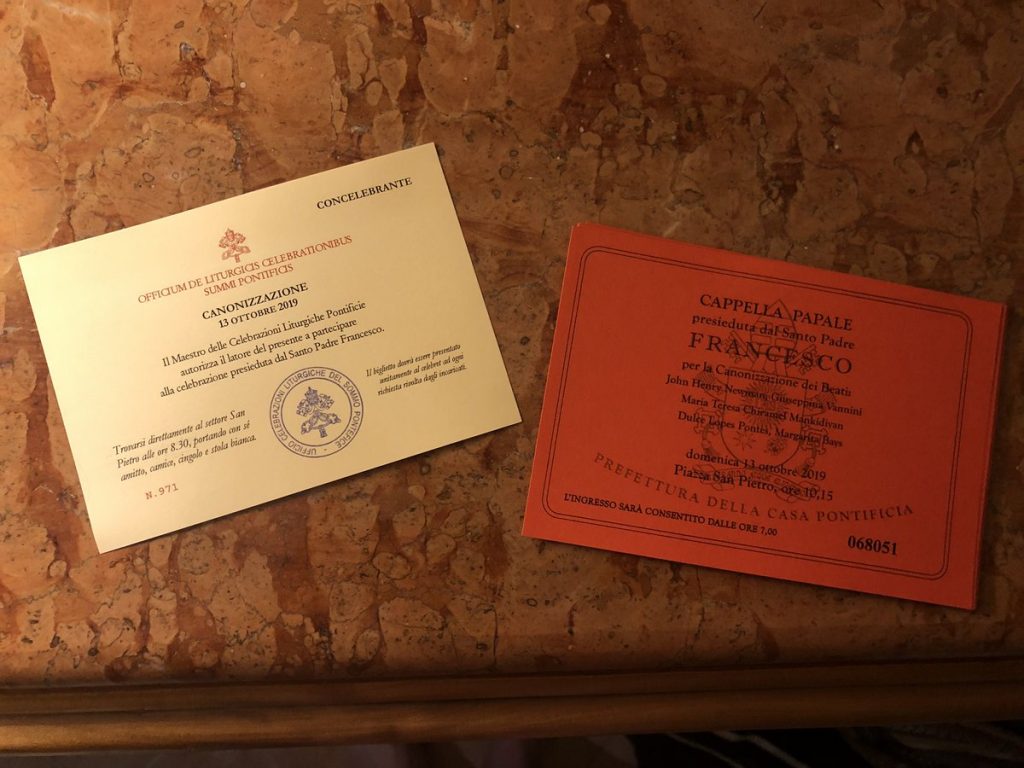 CONCELEBRANTE
OFFICIUM DE LITURGICIS CELEBRATIONIBUS
SUMMI PONTIFICIS
CANONIZZAZIONE
13 OTTOBRE 2019
Il Maestro delle Celebrazioni Liturgiche Pontificie
autorizza il latore del presente a partecipare
alla celebrazione presieduta dal Santo Padre Francesco.
Il biglietto dovrà essere presentato
unitamente al celebret ad ogni
richiesta rivolta dagli incaricati.
UFFICIO CELEBRAZIONI LITURGICHE DEL SOMMO PONTEFICE
Trovarsi direttamente al settore San
Pietro alle ore 8.30, portando con sé
amitto, camice, cingolo e stola bianca.
N.971
CAPPELLA PAPALE
presieduta dal Santo Padre
FRANCESCO
per la Canonizzazione dei Beati:
John Henry Newman, Giuseppina Vannini
Maria Teresa Chiramel Mankidiyan
Dulce Lopes Pontes, Margarita Bays
domenica 13 ottobre 2019
Piazza San Pietro, ore 10,15
PREFETTURA DELLA CASA PONTIFICIA
L'INGRESSO SARÀ CONSENTITO DALLE ORE 7,00
068051